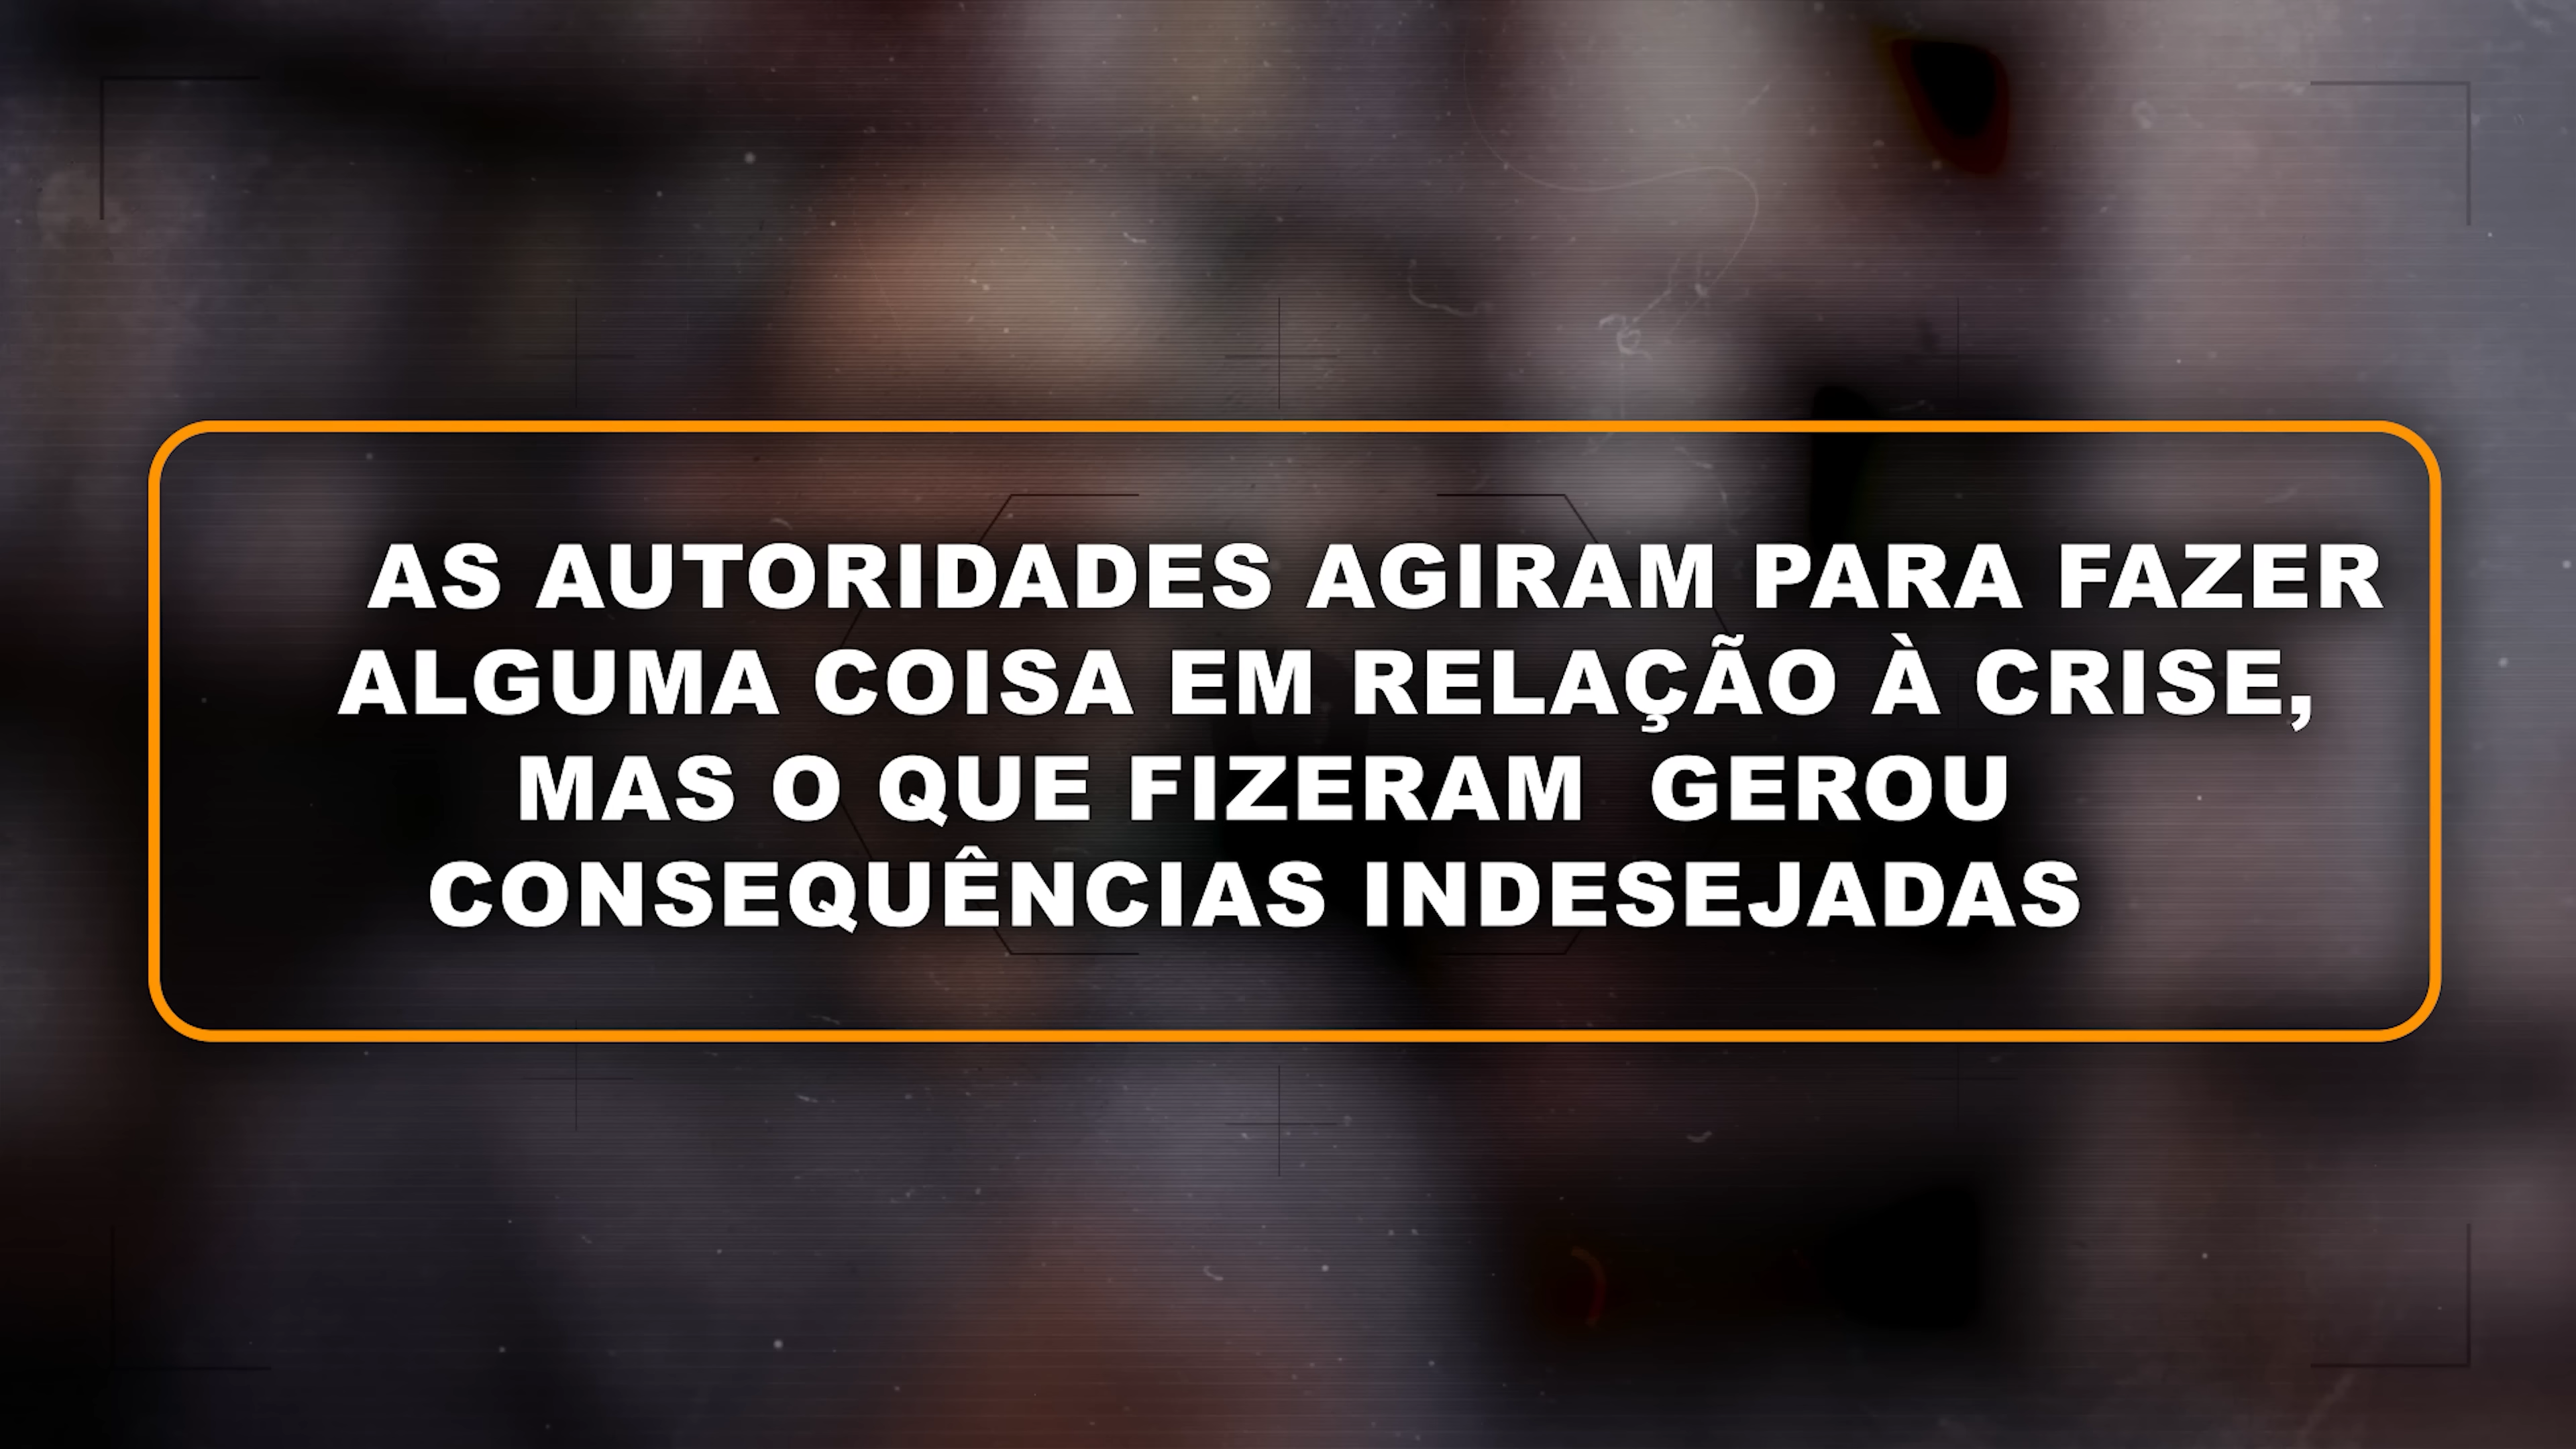 AS AUTORIDADES AGIRAM PARA FAZER
ALGUMA COISA EM RELAÇÃO À CRISE,
MAS O QUE FIZERAM  GEROU
CONSEQUÊNCIAS INDESEJADAS